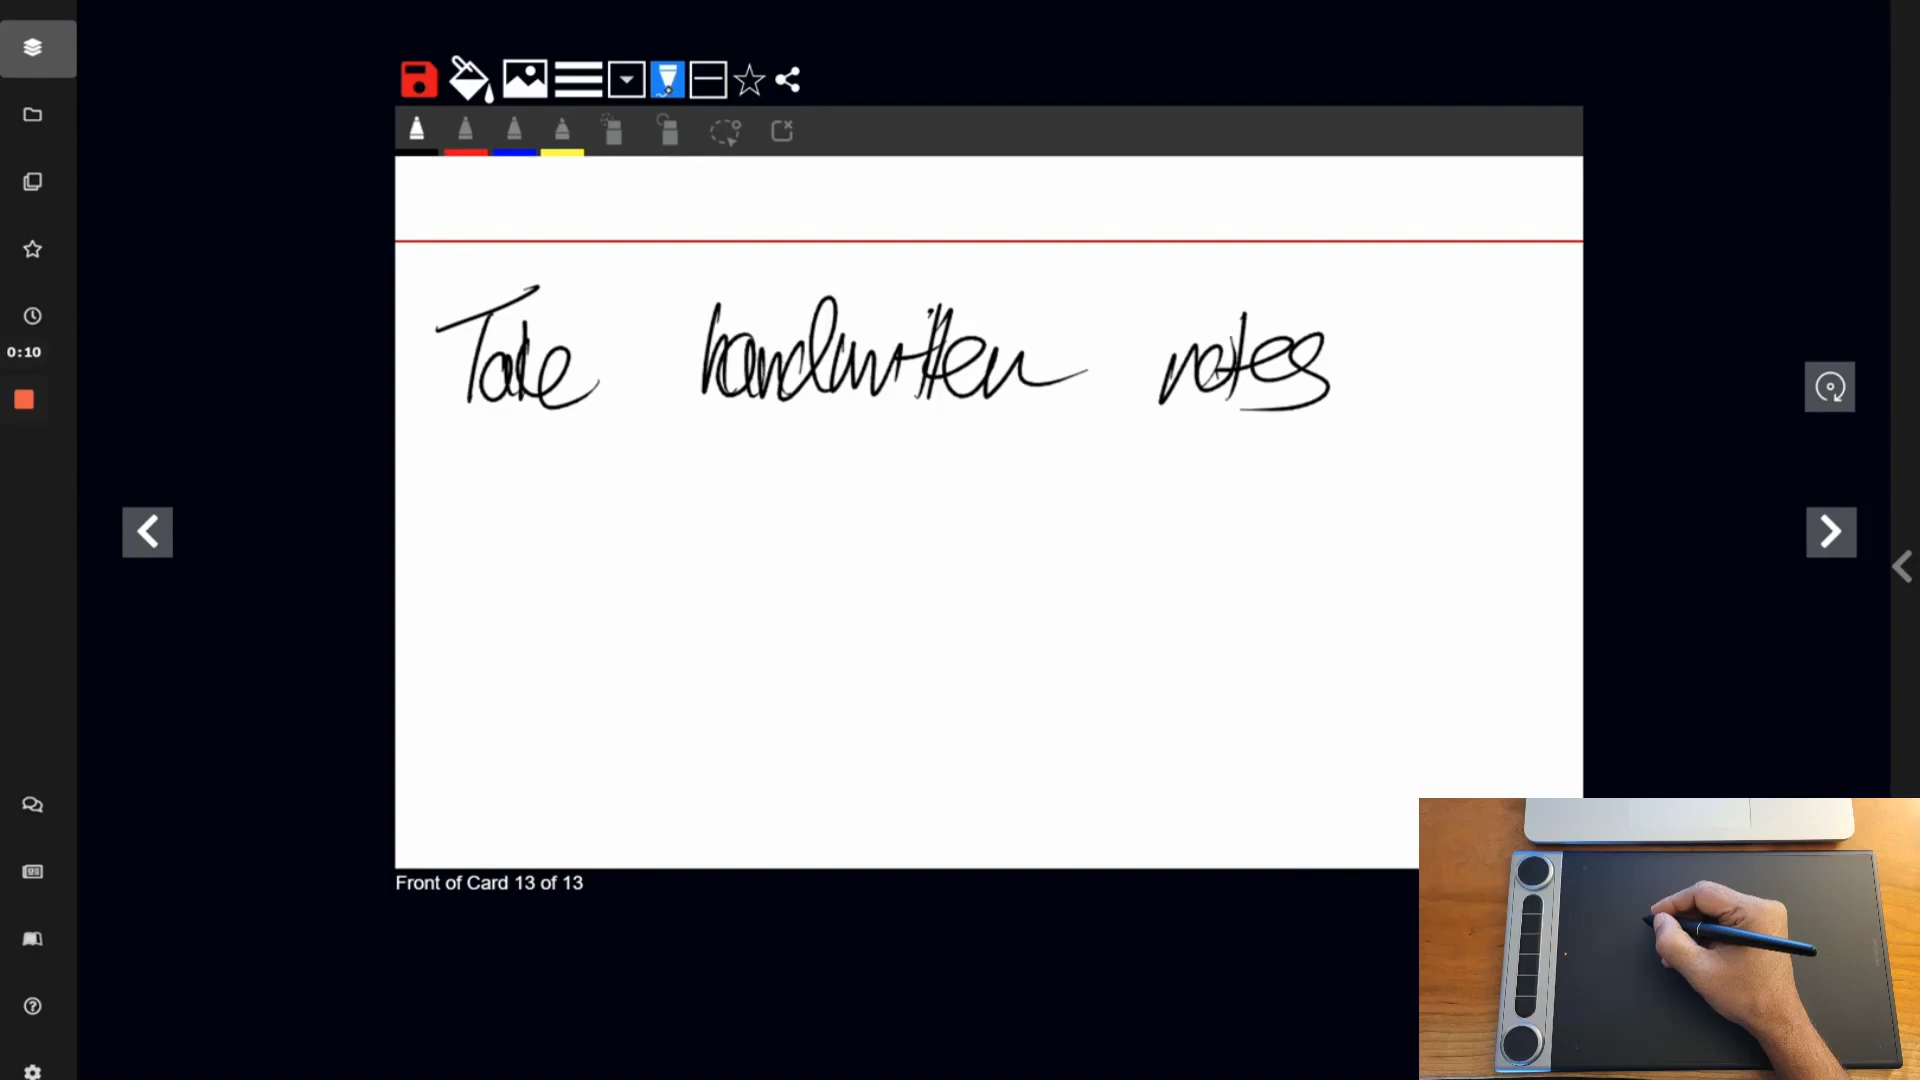 Take handwritten notes
0:10
Front of Card 13 of 13